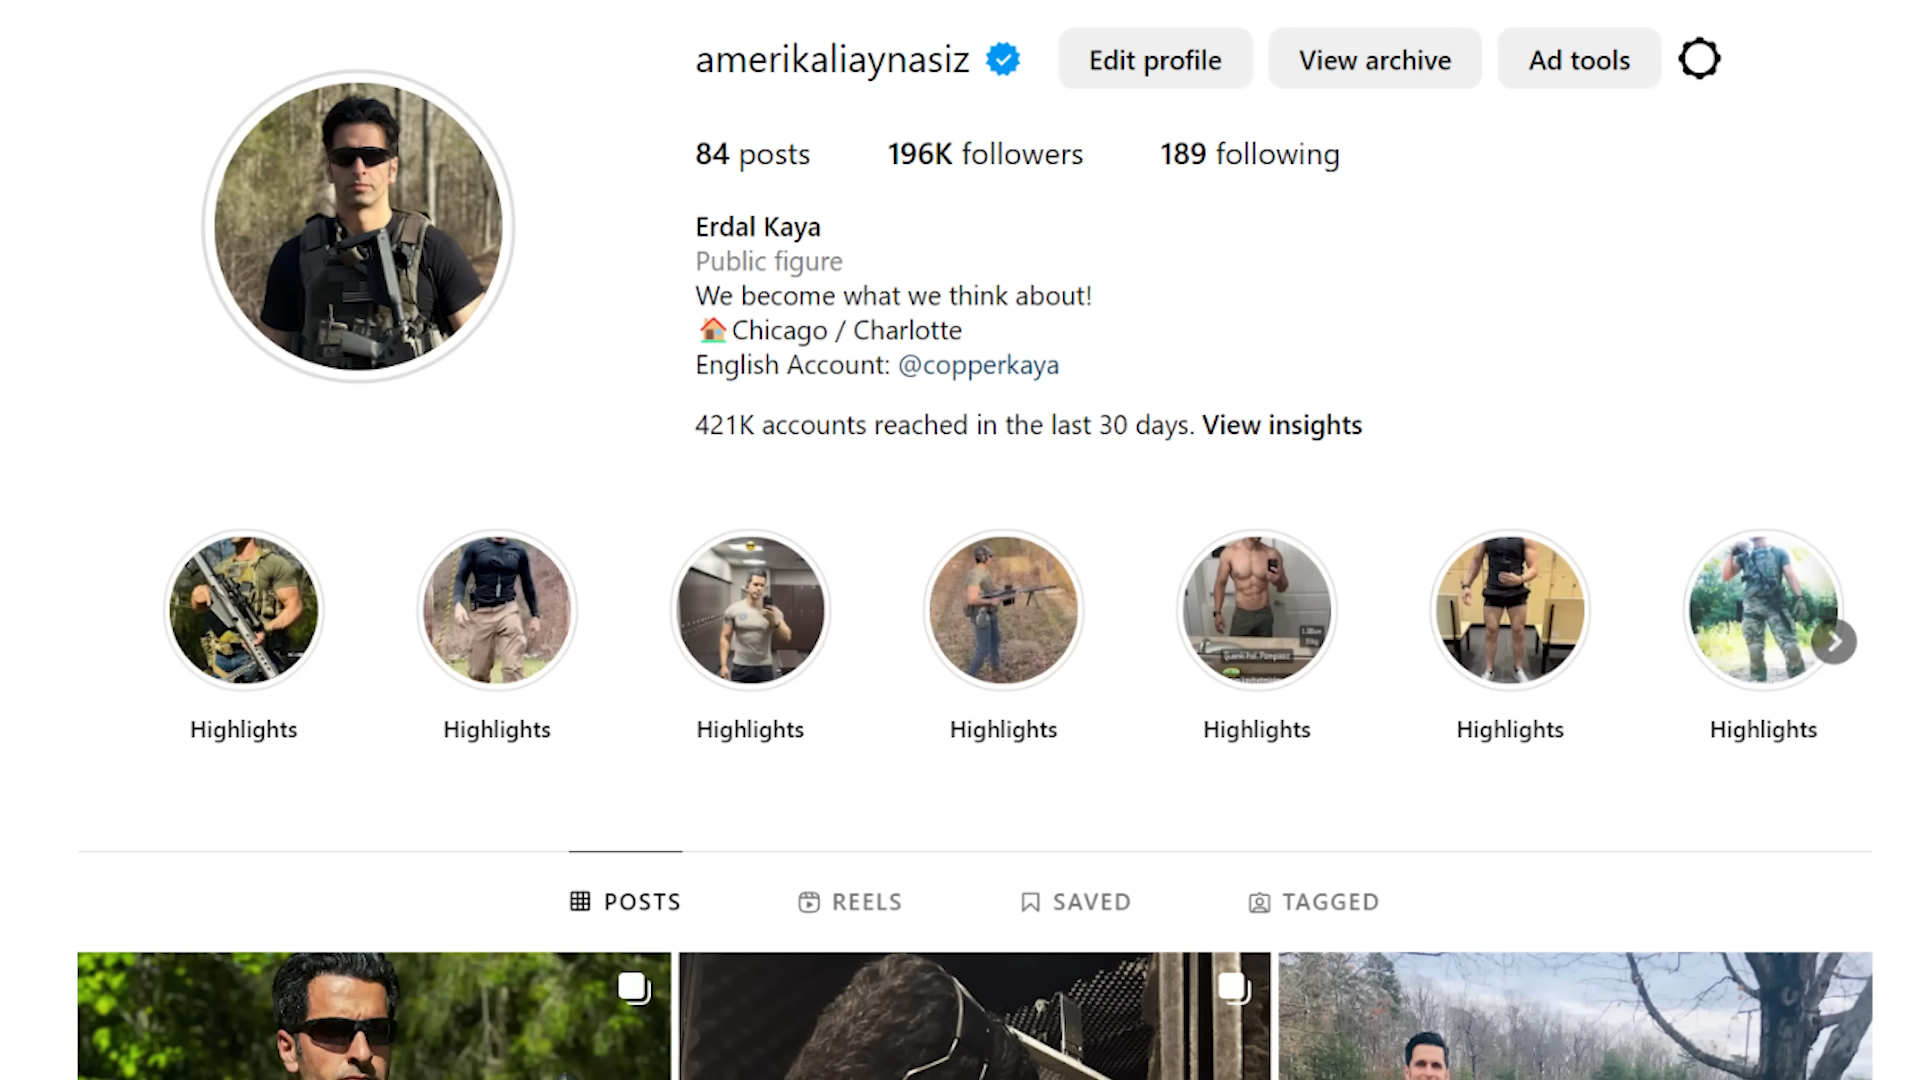 amerikaliaynasiz
Edit profile
View archive
Ad tools
84 posts
196K followers
189 following
Erdal Kaya
Public figure
We become what we think about!
Chicago / Charlotte
English Account: @copperkaya
421K accounts reached in the last 30 days. View insights
Highlights
Highlights
Highlights
Highlights
Highlights
Highlights
Highlights
POSTS
REELS
SAVED
TAGGED